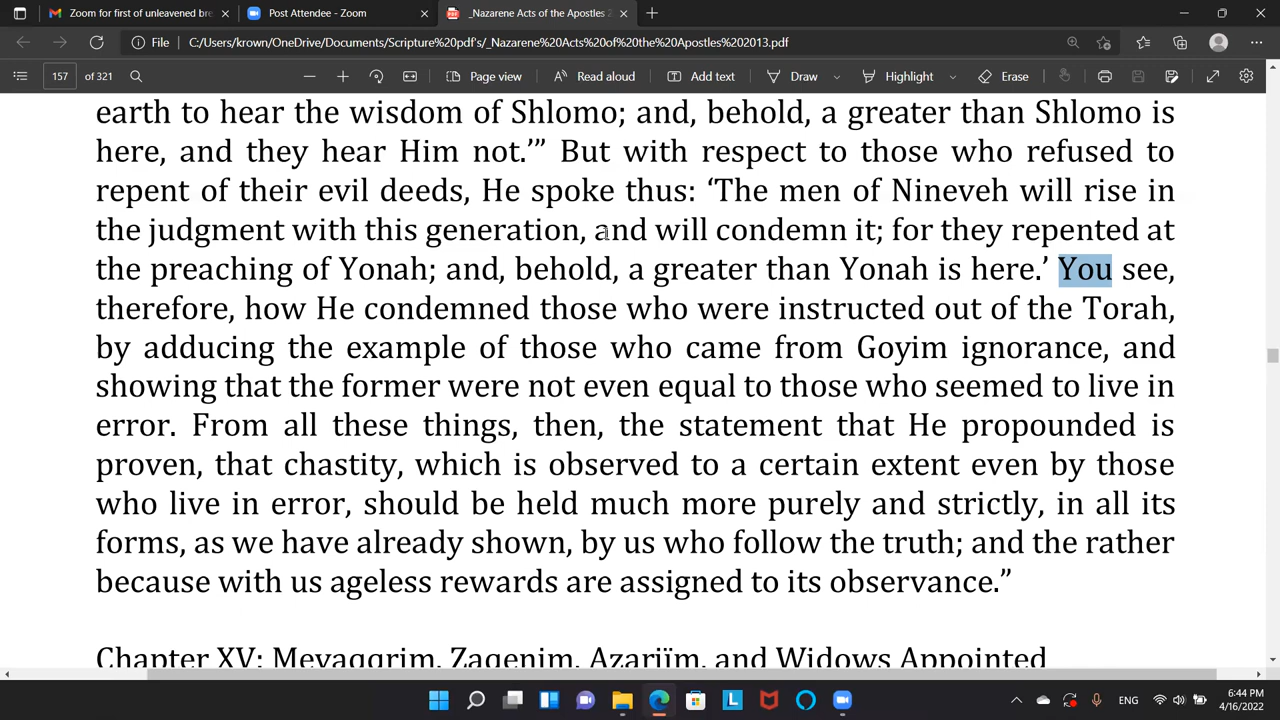 Zoom for first of unleavened bre
Post Attendee - Zoom
_Nazarene Acts of the Apostles 2
File
C:/Users/krown/OneDrive/Documents/Scripture%20pdf's/_Nazarene%20Acts%20of%20the%20Apostles%202013.pdf
157 of 321
Page view
Read aloud
Add text
Draw
Highlight
Erase
earth to hear the wisdom of Shlomo; and, behold, a greater than Shlomo is
here, and they hear Him not.’” But with respect to those who refused to
repent of their evil deeds, He spoke thus: ‘The men of Nineveh will rise in
the judgment with this generation, and will condemn it; for they repented at
the preaching of Yonah; and, behold, a greater than Yonah is here.’ You see,
therefore, how He condemned those who were instructed out of the Torah,
by adducing the example of those who came from Goyim ignorance, and
showing that the former were not even equal to those who seemed to live in
error. From all these things, then, the statement that He propounded is
proven, that chastity, which is observed to a certain extent even by those
who live in error, should be held much more purely and strictly, in all its
forms, as we have already shown, by us who follow the truth; and the rather
because with us ageless rewards are assigned to its observance.”
Chapter XV: Mevaqqrim, Zaqenim, Azariim, and Widows Appointed
ENG
6:44 PM
4/16/2022